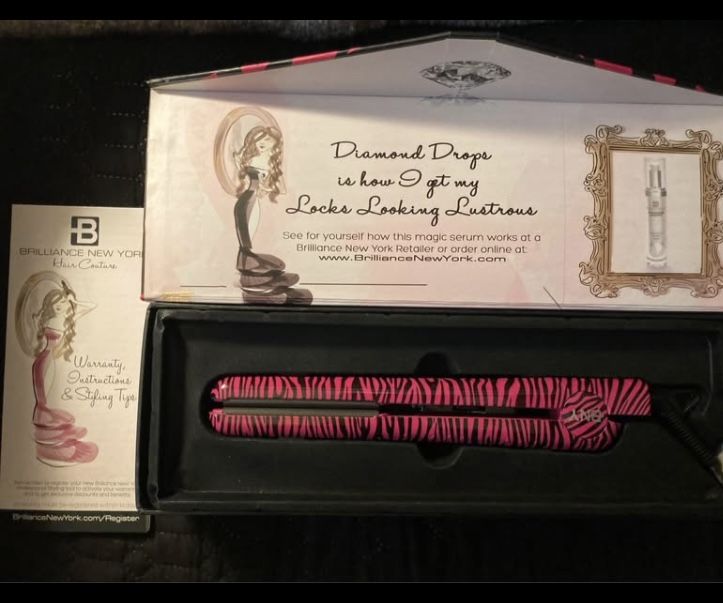 Diamond Drops
is how I get my
Locks Looking Lustrous
See for yourself how this magic serum works at a
Brilliance New York Retailer or order online at:
www.BrillianceNewYork.com
B
BRILLIANCE NEW YOR
Hair Couture
Warranty,
Instructions
& Styling Tips
BrillianceNewYork.com/Register
BNY